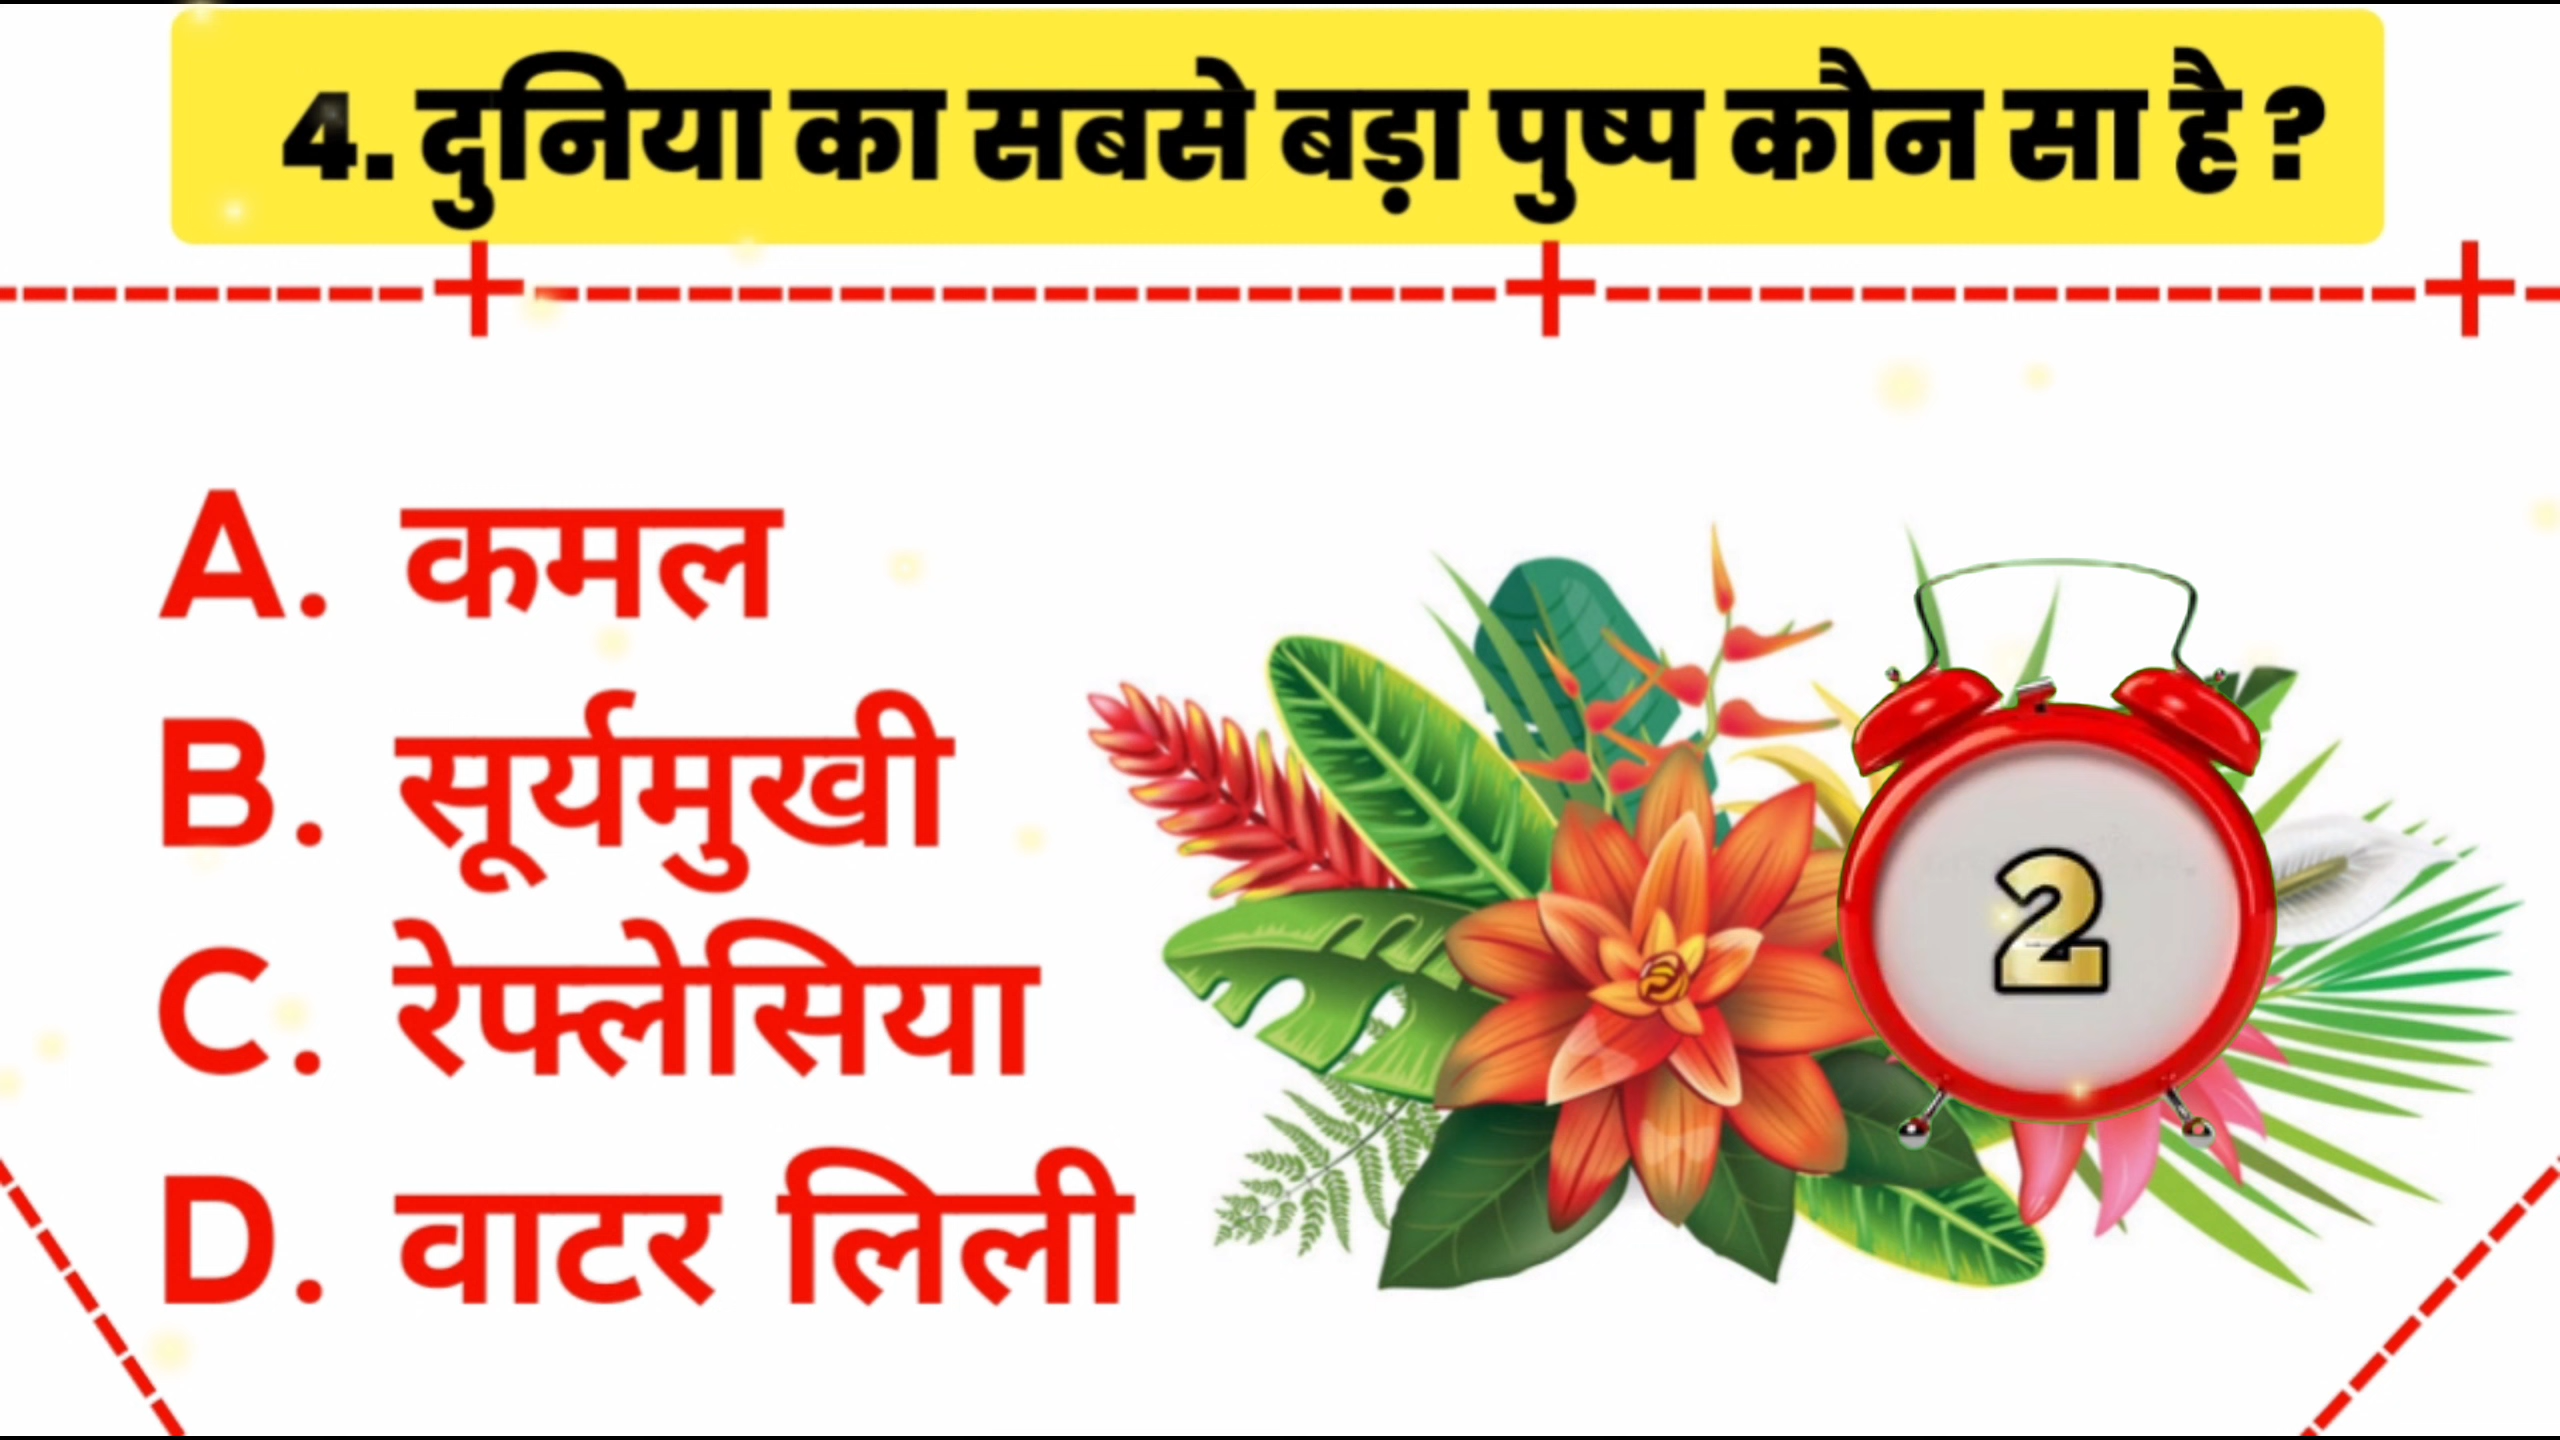 4. दुनिया का सबसे बड़ा पुष्प कौन सा है ?
A. कमल
B. सूर्यमुखी
C. रेफ्लेसिया
D. वाटर लिली
2